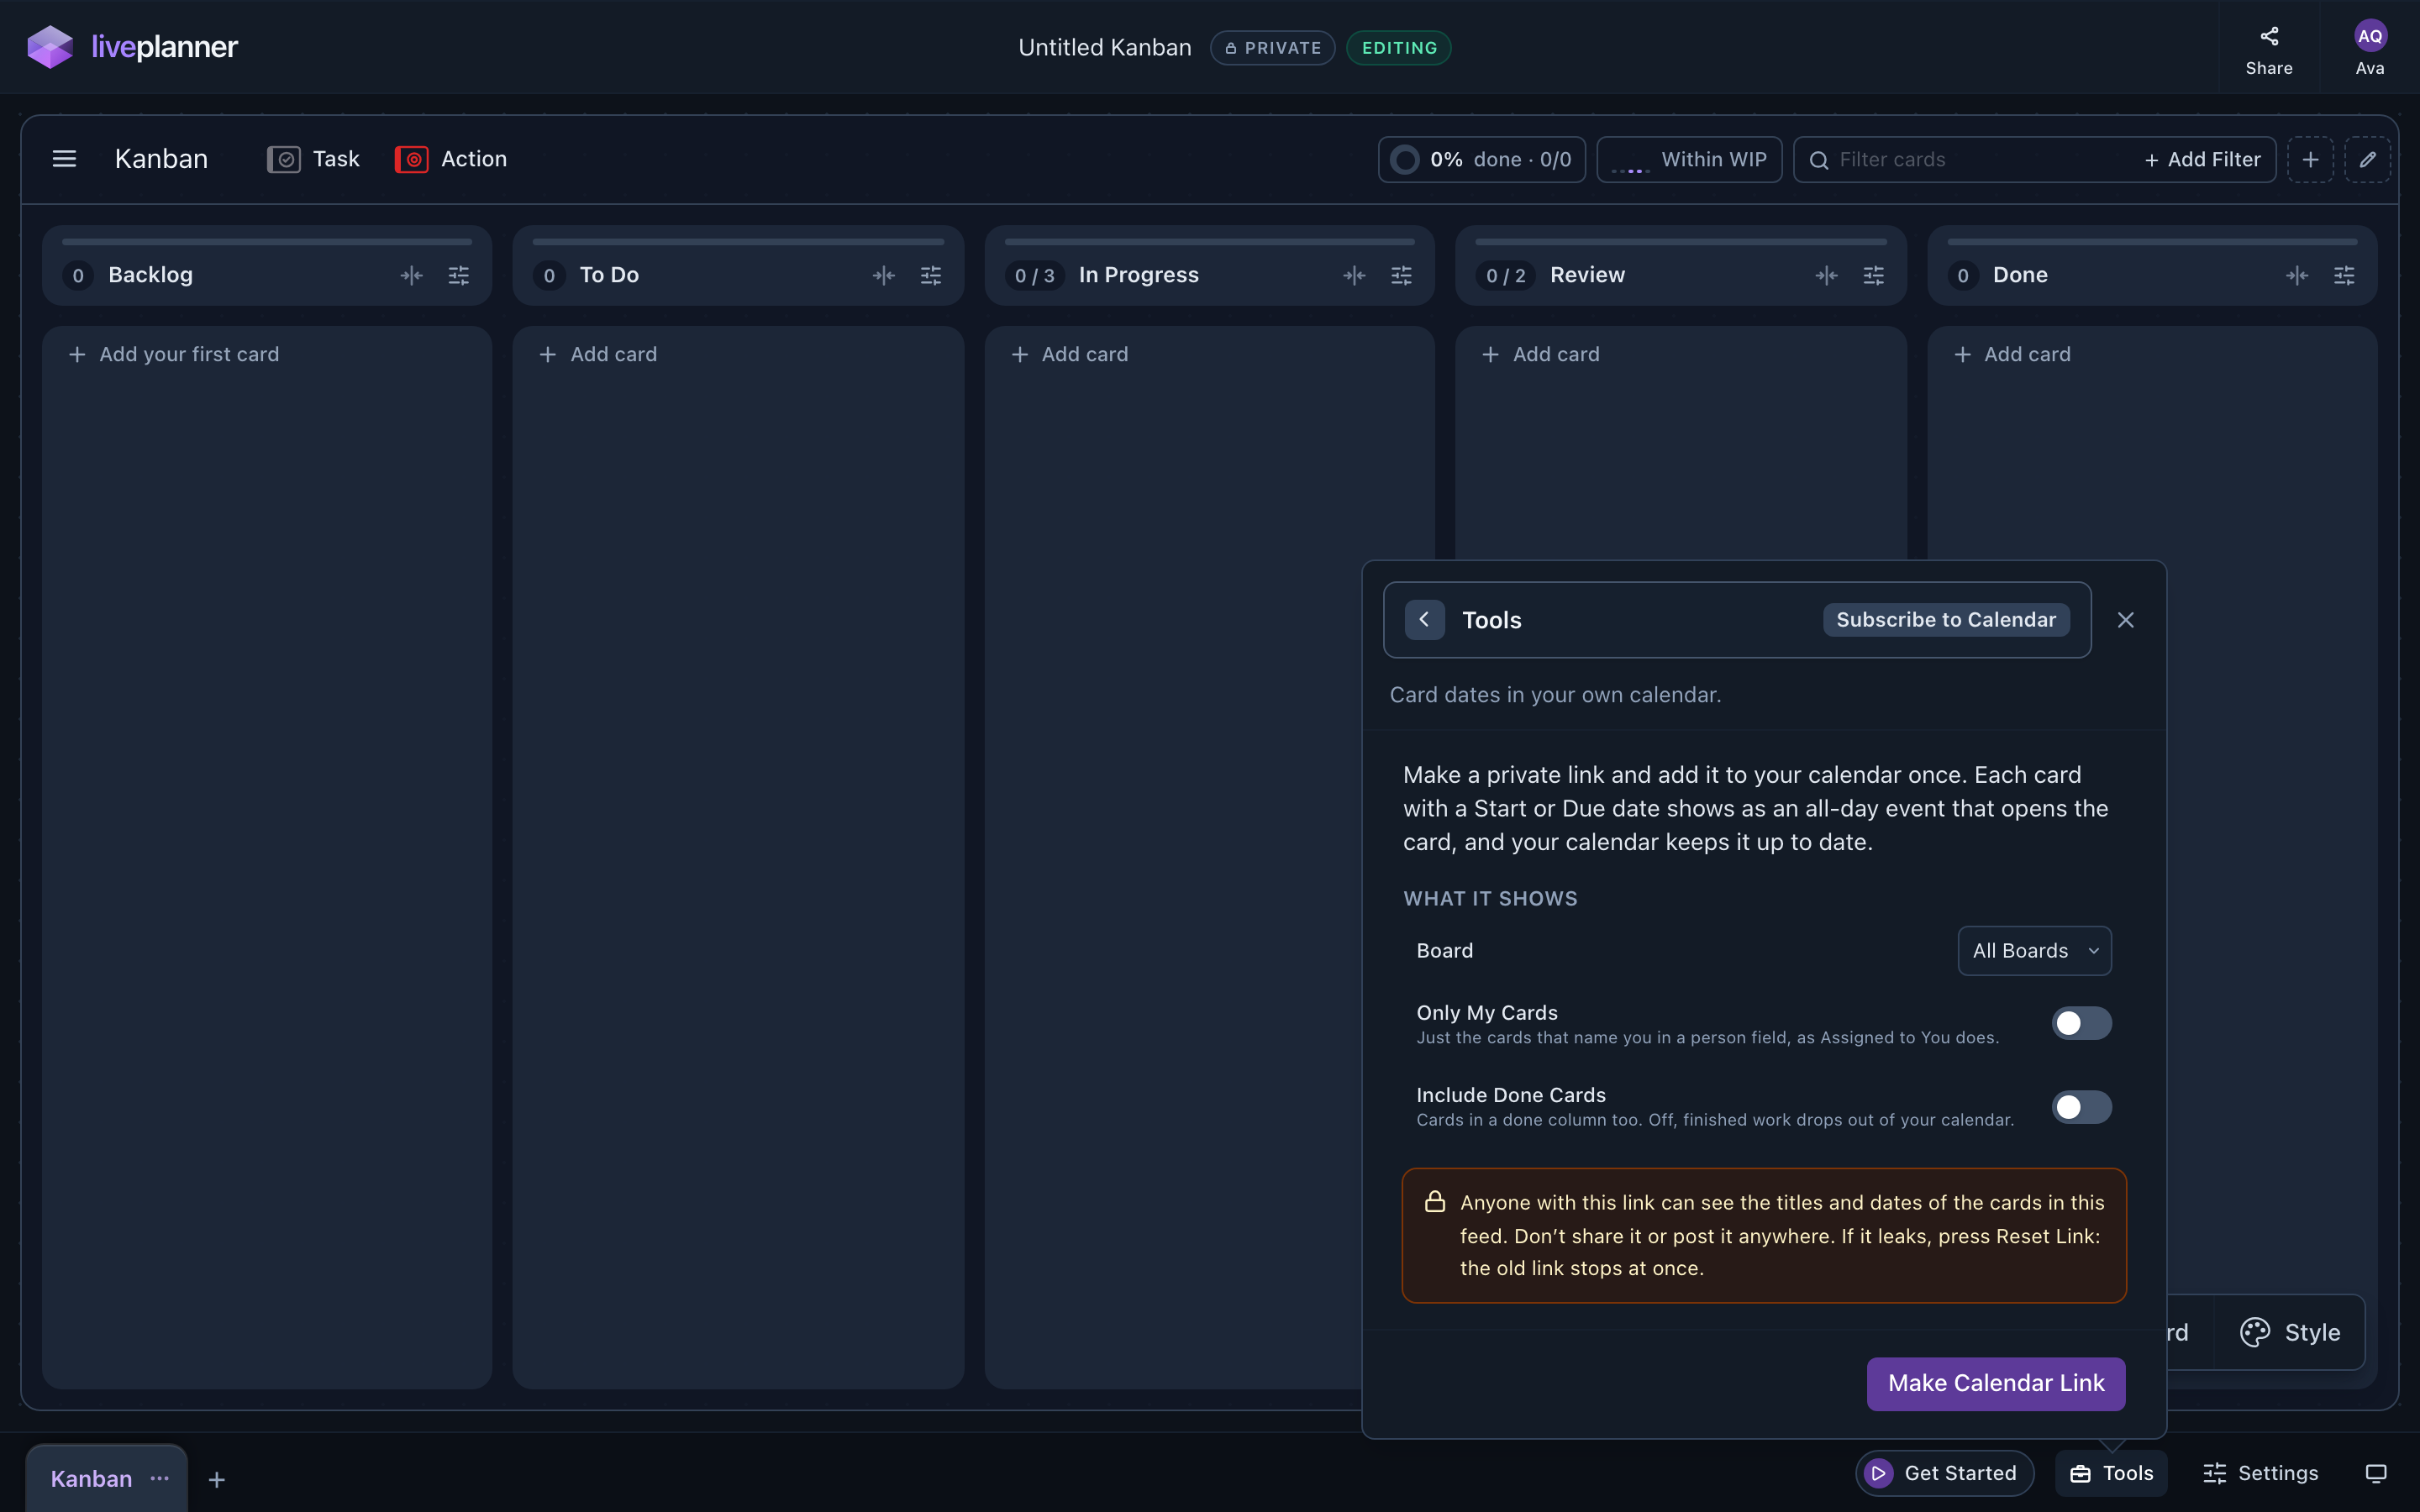 liveplanner
Untitled Kanban
PRIVATE
EDITING
Share
AQ
Ava
Kanban
Task
Action
0% done · 0/0
Within WIP
Filter cards
+ Add Filter
0 Backlog
0 To Do
0 / 3 In Progress
0 / 2 Review
0 Done
+ Add your first card
+ Add card
+ Add card
+ Add card
+ Add card
Tools
Subscribe to Calendar
Card dates in your own calendar.
Make a private link and add it to your calendar once. Each card
with a Start or Due date shows as an all-day event that opens the
card, and your calendar keeps it up to date.
WHAT IT SHOWS
Board
All Boards
Only My Cards
Just the cards that name you in a person field, as Assigned to You does.
Include Done Cards
Cards in a done column too. Off, finished work drops out of your calendar.
Anyone with this link can see the titles and dates of the cards in this
feed. Don’t share it or post it anywhere. If it leaks, press Reset Link:
the old link stops at once.
rd
Style
Make Calendar Link
Kanban
Get Started
Tools
Settings